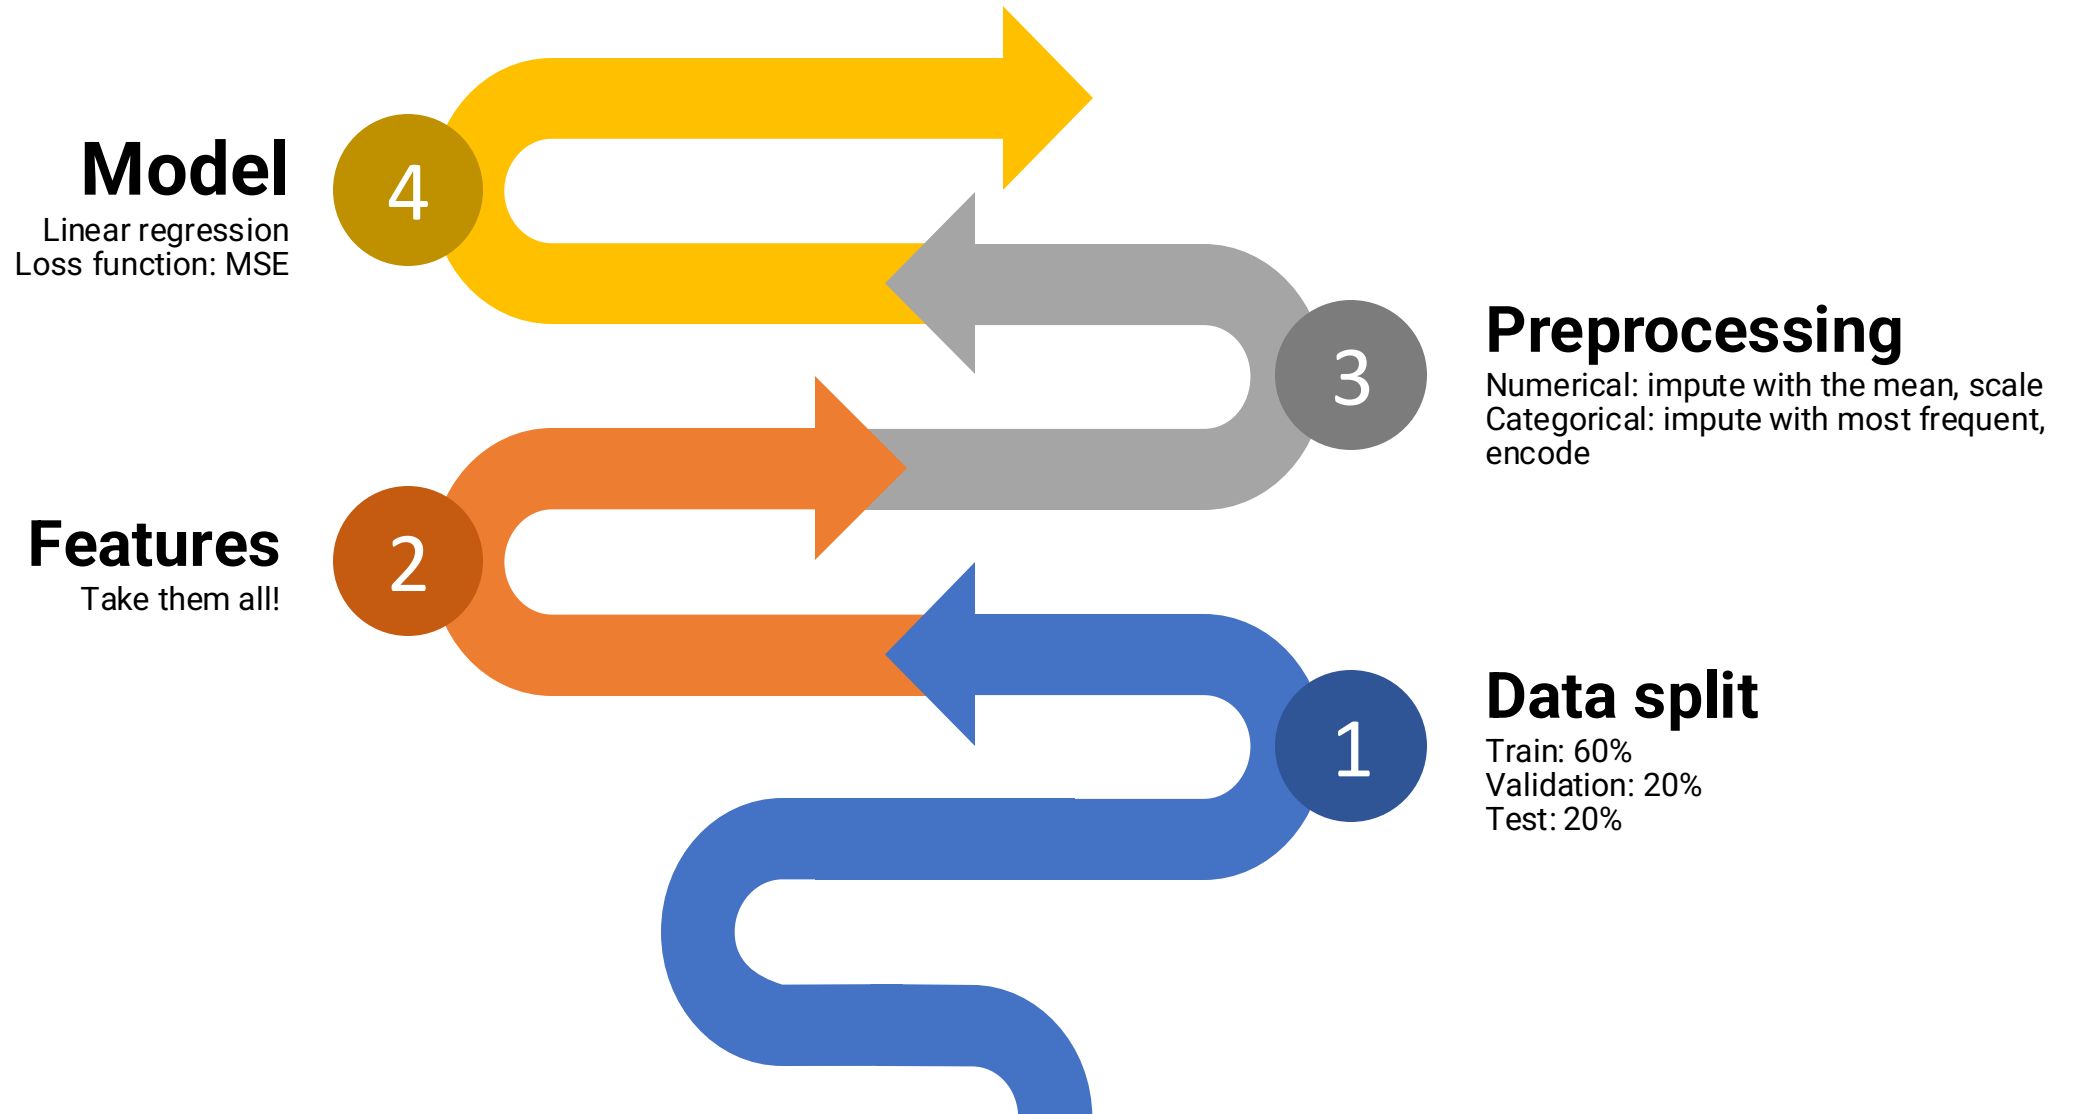 Model
Linear regression
Loss function: MSE
4
Preprocessing
Numerical: impute with the mean, scale
Categorical: impute with most frequent,
encode
3
Features
Take them all!
2
Data split
Train: 60%
Validation: 20%
Test: 20%
1